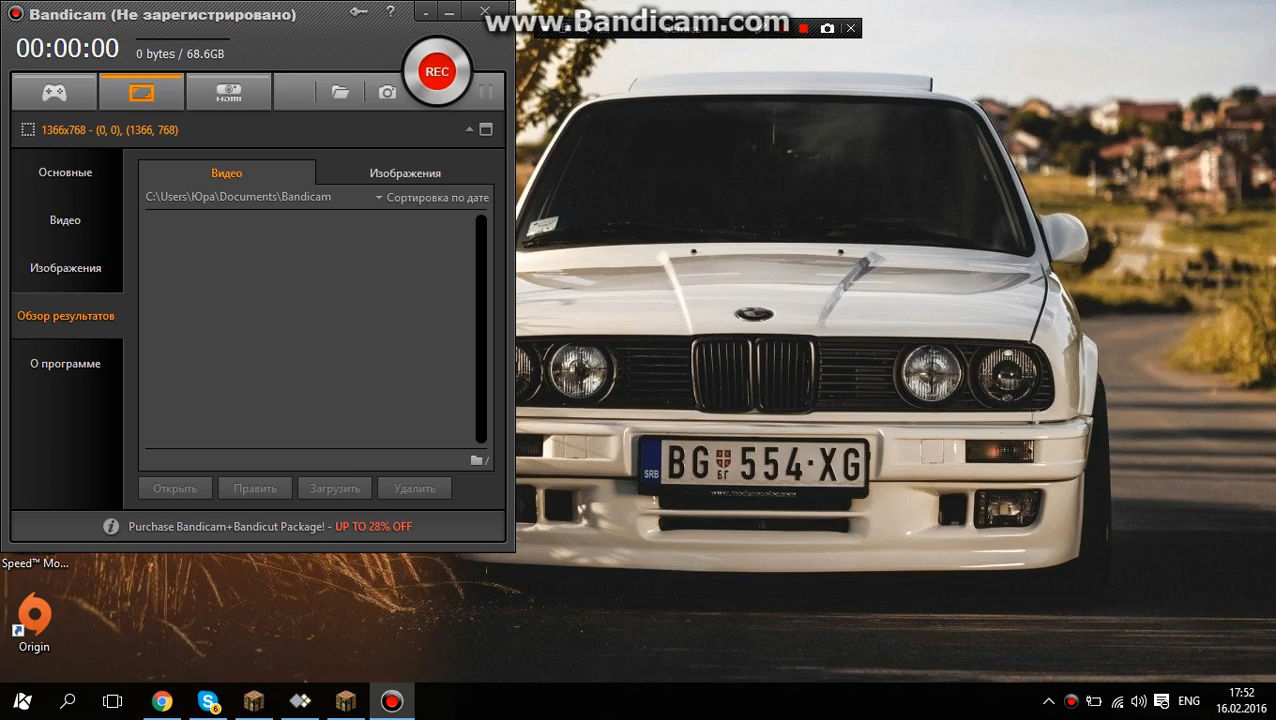 Bandicam (Не зарегистрировано)
www.Bandicam.com
00:00:00
0 bytes / 68.6GB
REC
HDMI
1366x768 - (0, 0), (1366, 768)
Основные
Видео
Изображения
Обзор результатов
О программе
Видео
Изображения
C:\Users\Юра\Documents\Bandicam
Сортировка по дате
Открыть
Править
Загрузить
Удалить
Purchase Bandicam+Bandicut Package! - UP TO 28% OFF
SRB
BG БГ 554·XG
Speed™ Mo...
Origin
6
ENG
17:52
16.02.2016